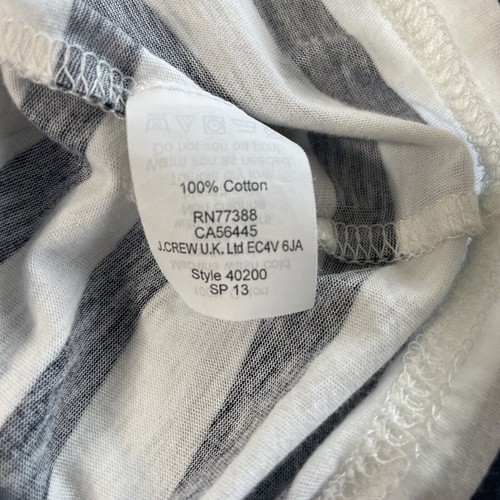 100% Cotton
RN77388
CA56445
J.CREW U.K. Ltd EC4V 6JA
Style 40200
SP 13